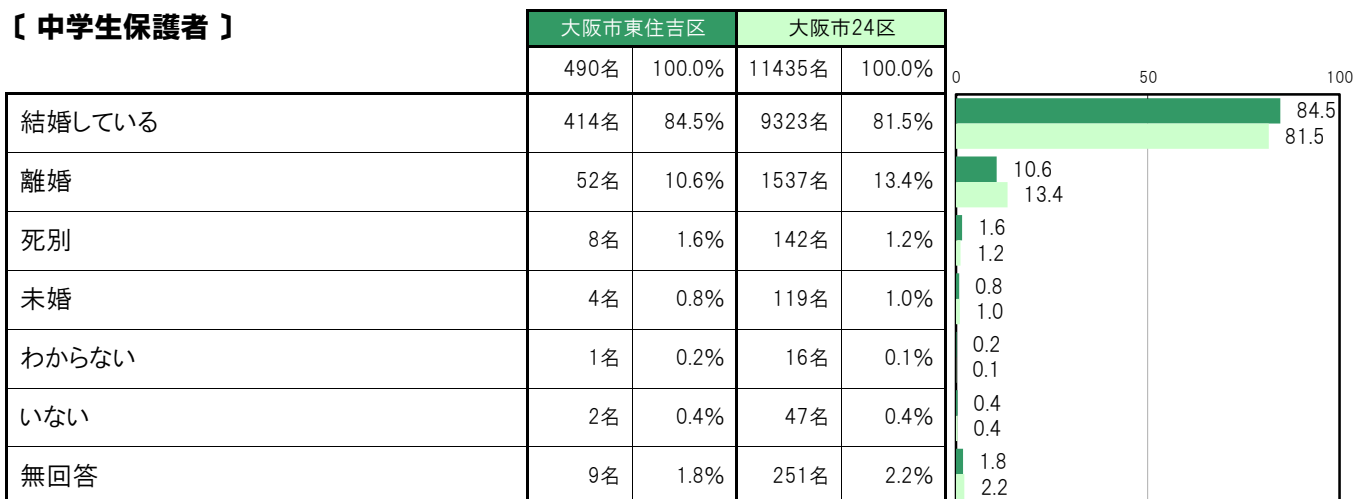 〔 中学生保護者 〕
大阪市東住吉区 大阪市24区
490名 100.0% 11435名 100.0%
0 50 100
結婚している 414名 84.5% 9323名 81.5%
84.5
81.5
離婚 52名 10.6% 1537名 13.4%
10.6
13.4
死別 8名 1.6% 142名 1.2%
1.6
1.2
未婚 4名 0.8% 119名 1.0%
0.8
1.0
わからない 1名 0.2% 16名 0.1%
0.2
0.1
いない 2名 0.4% 47名 0.4%
0.4
0.4
無回答 9名 1.8% 251名 2.2%
1.8
2.2